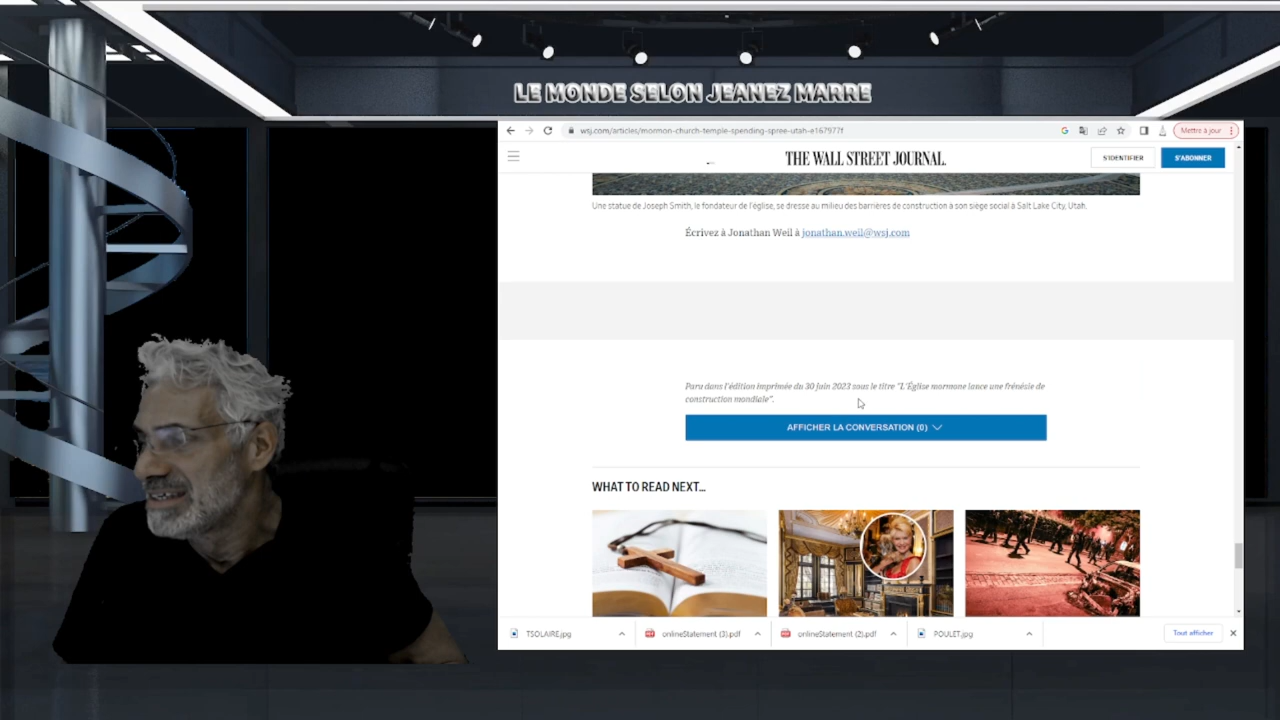 LE MONDE SELON JEANEZ MARRE
wsj.com/articles/mormon-church-temple-spending-spree-utah-e167977f
Mettre à jour
THE WALL STREET JOURNAL.
S'IDENTIFIER
S'ABONNER
Une statue de Joseph Smith, le fondateur de l'église, se dresse au milieu des barrières de construction à son siège social à Salt Lake City, Utah.
Écrivez à Jonathan Weil à jonathan.weil@wsj.com
Paru dans l'édition imprimée du 30 juin 2023 sous le titre "L'Église mormone lance une frénésie de
construction mondiale".
AFFICHER LA CONVERSATION (0)
WHAT TO READ NEXT...
TSOLAIRE.jpg
onlineStatement (3).pdf
onlineStatement (2).pdf
POULET.jpg
Tout afficher